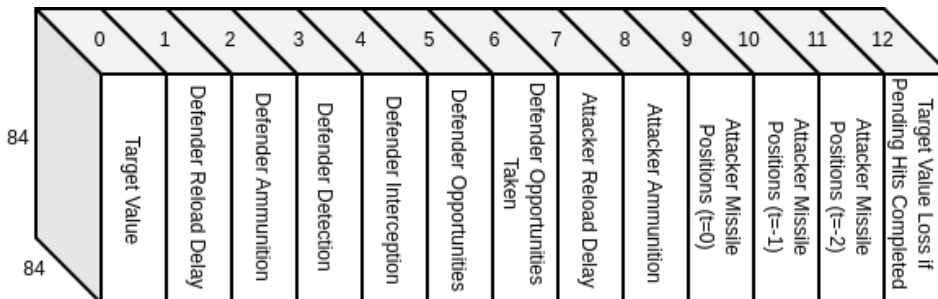 0 1 2 3 4 5 6 7 8 9 10 11 12
84
84
Target Value
Defender Reload Delay
Defender Ammunition
Defender Detection
Defender Interception
Defender Opportunities
Defender Opportunities
Taken
Attacker Reload Delay
Attacker Ammunition
Attacker Missile
Positions (t=0)
Attacker Missile
Positions (t=-1)
Attacker Missile
Positions (t=-2)
Target Value Loss if
Pending Hits Completed